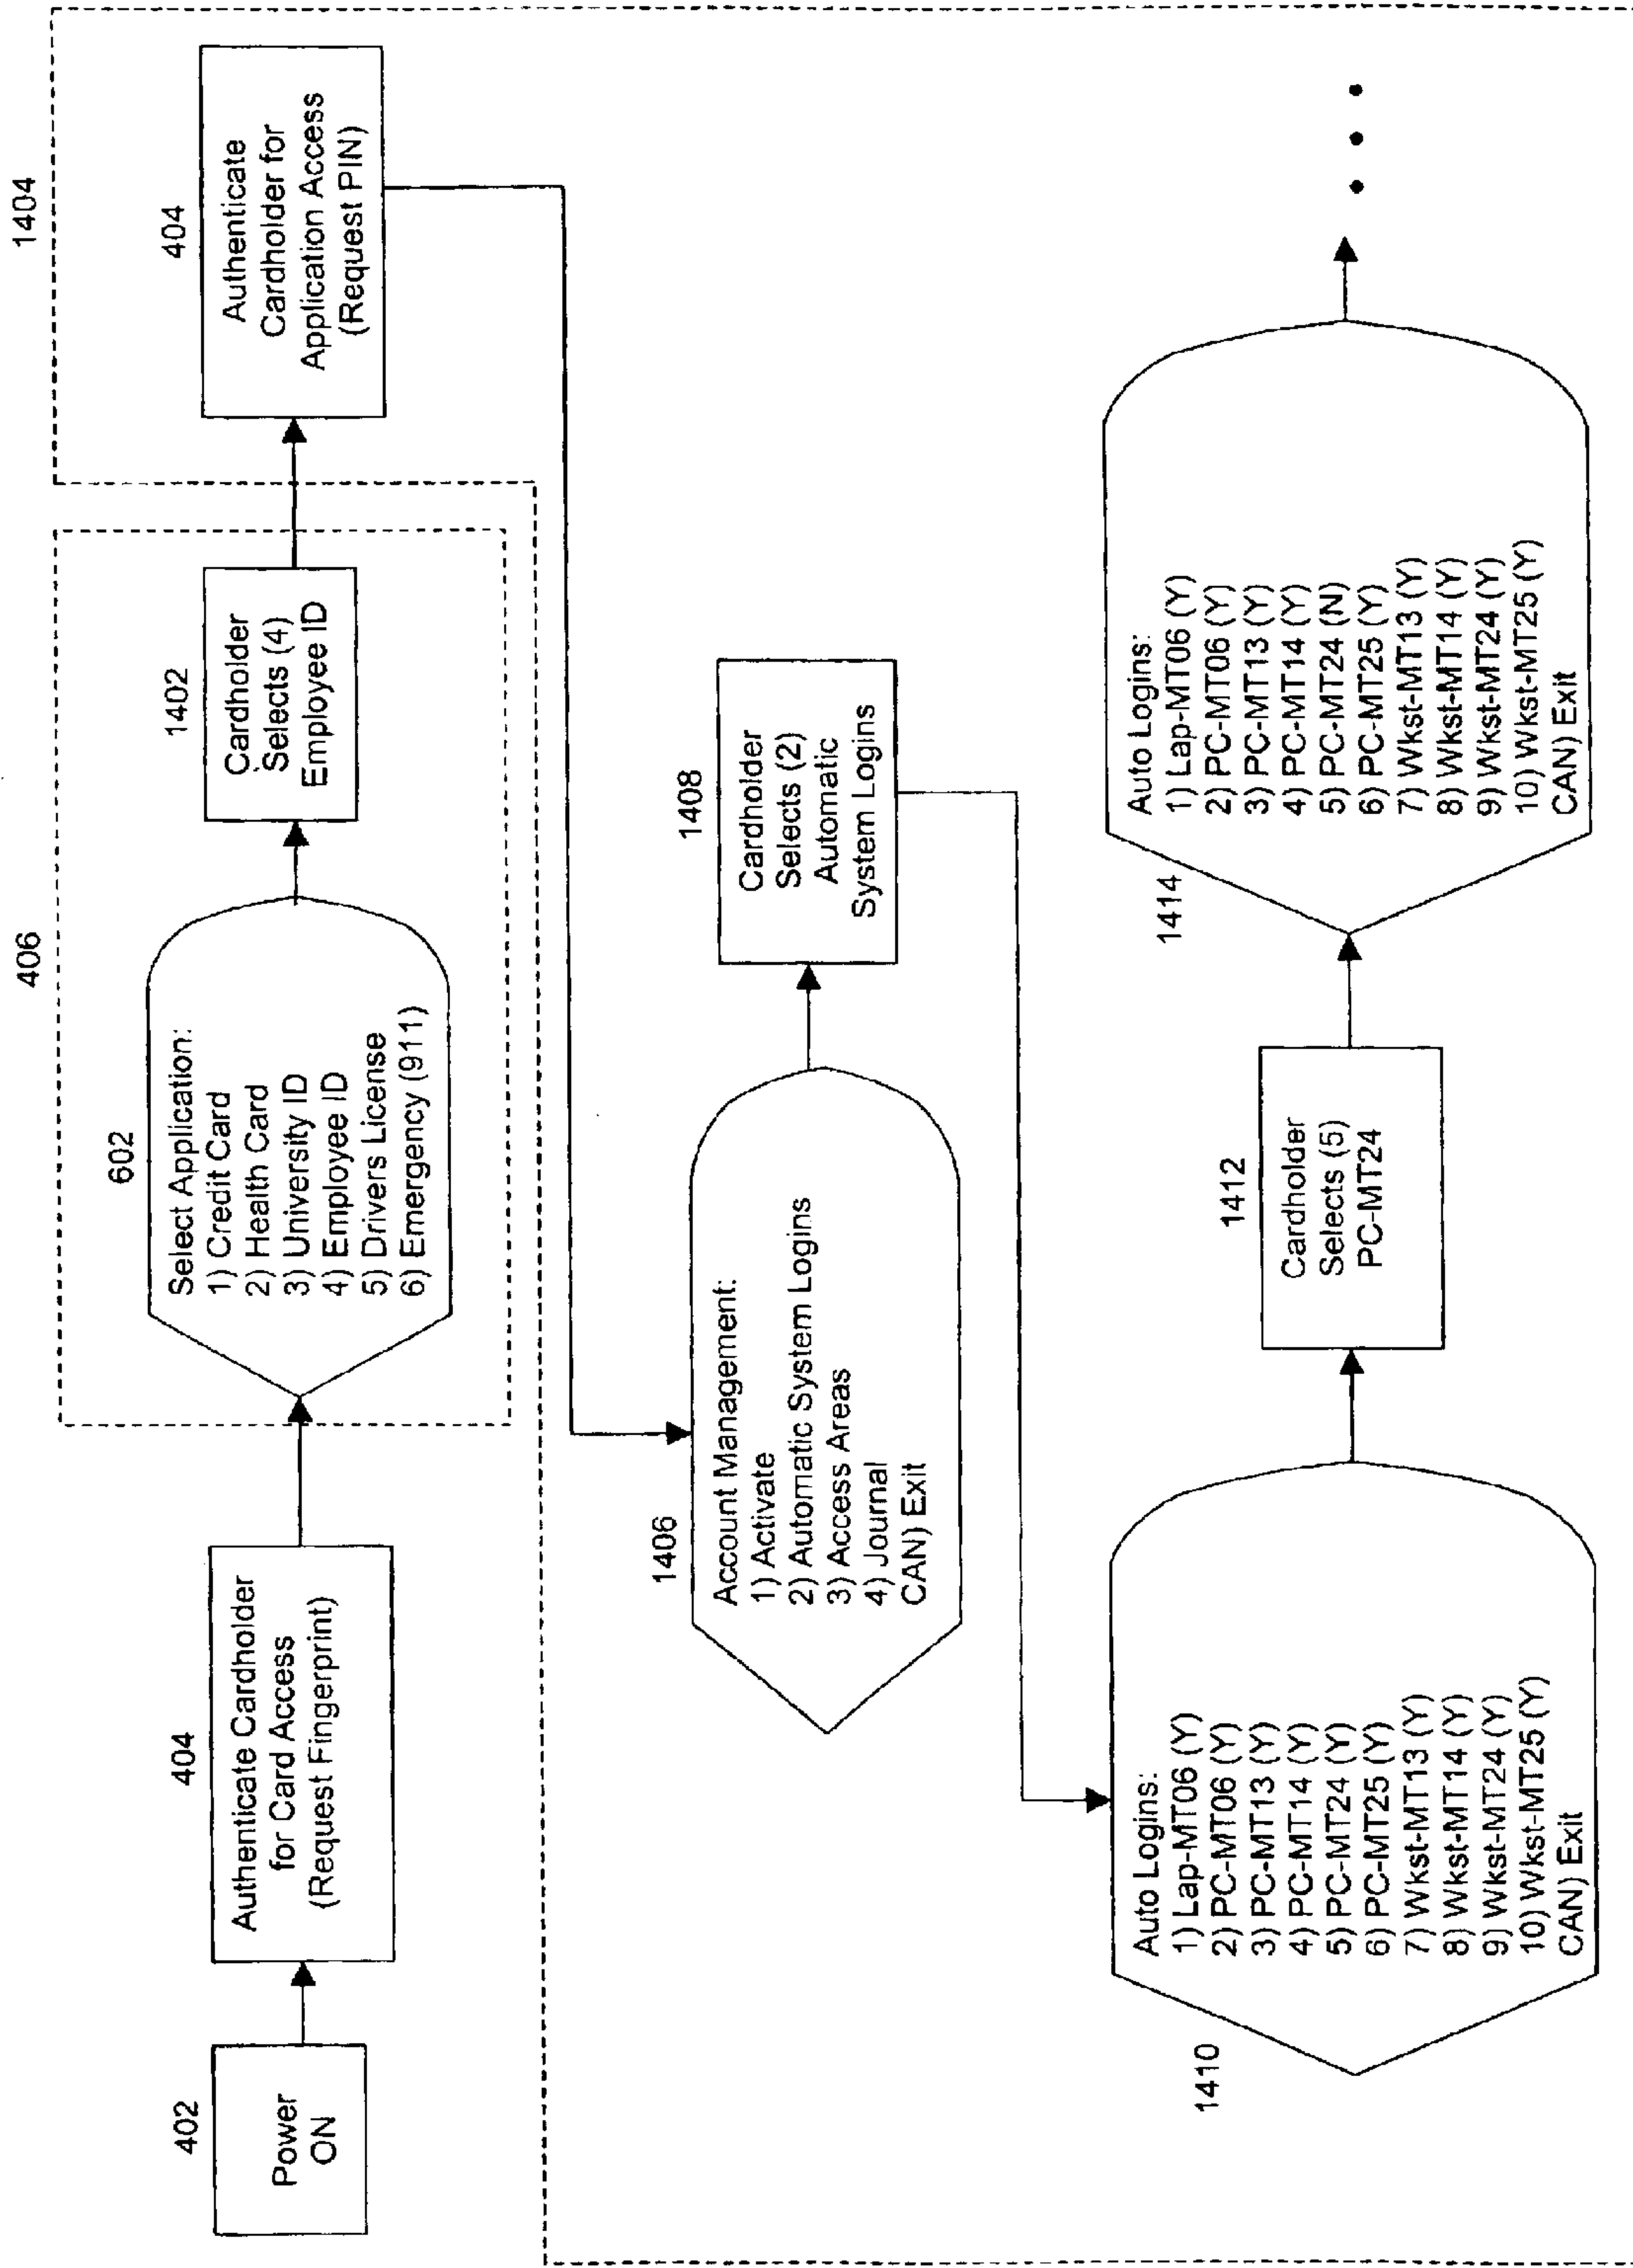 402
Power
ON
404
Authenticate Cardholder
for Card Access
(Request Fingerprint)
406
602
Select Application:
1) Credit Card
2) Health Card
3) University ID
4) Employee ID
5) Drivers License
6) Emergency (911)
1402
Cardholder
Selects (4)
Employee ID
1404
404
Authenticate
Cardholder for
Application Access
(Request PIN)
1406
Account Management:
1) Activate
2) Automatic System Logins
3) Access Areas
4) Journal
CAN) Exit
1408
Cardholder
Selects (2)
Automatic
System Logins
1410
Auto Logins:
1) Lap-MT06 (Y)
2) PC-MT06 (Y)
3) PC-MT13 (Y)
4) PC-MT14 (Y)
5) PC-MT24 (Y)
6) PC-MT25 (Y)
7) Wkst-MT13 (Y)
8) Wkst-MT14 (Y)
9) Wkst-MT24 (Y)
10) Wkst-MT25 (Y)
CAN) Exit
1412
Cardholder
Selects (5)
PC-MT24
1414
Auto Logins:
1) Lap-MT06 (Y)
2) PC-MT06 (Y)
3) PC-MT13 (Y)
4) PC-MT14 (Y)
5) PC-MT24 (N)
6) PC-MT25 (Y)
7) Wkst-MT13 (Y)
8) Wkst-MT14 (Y)
9) Wkst-MT24 (Y)
10) Wkst-MT25 (Y)
CAN) Exit